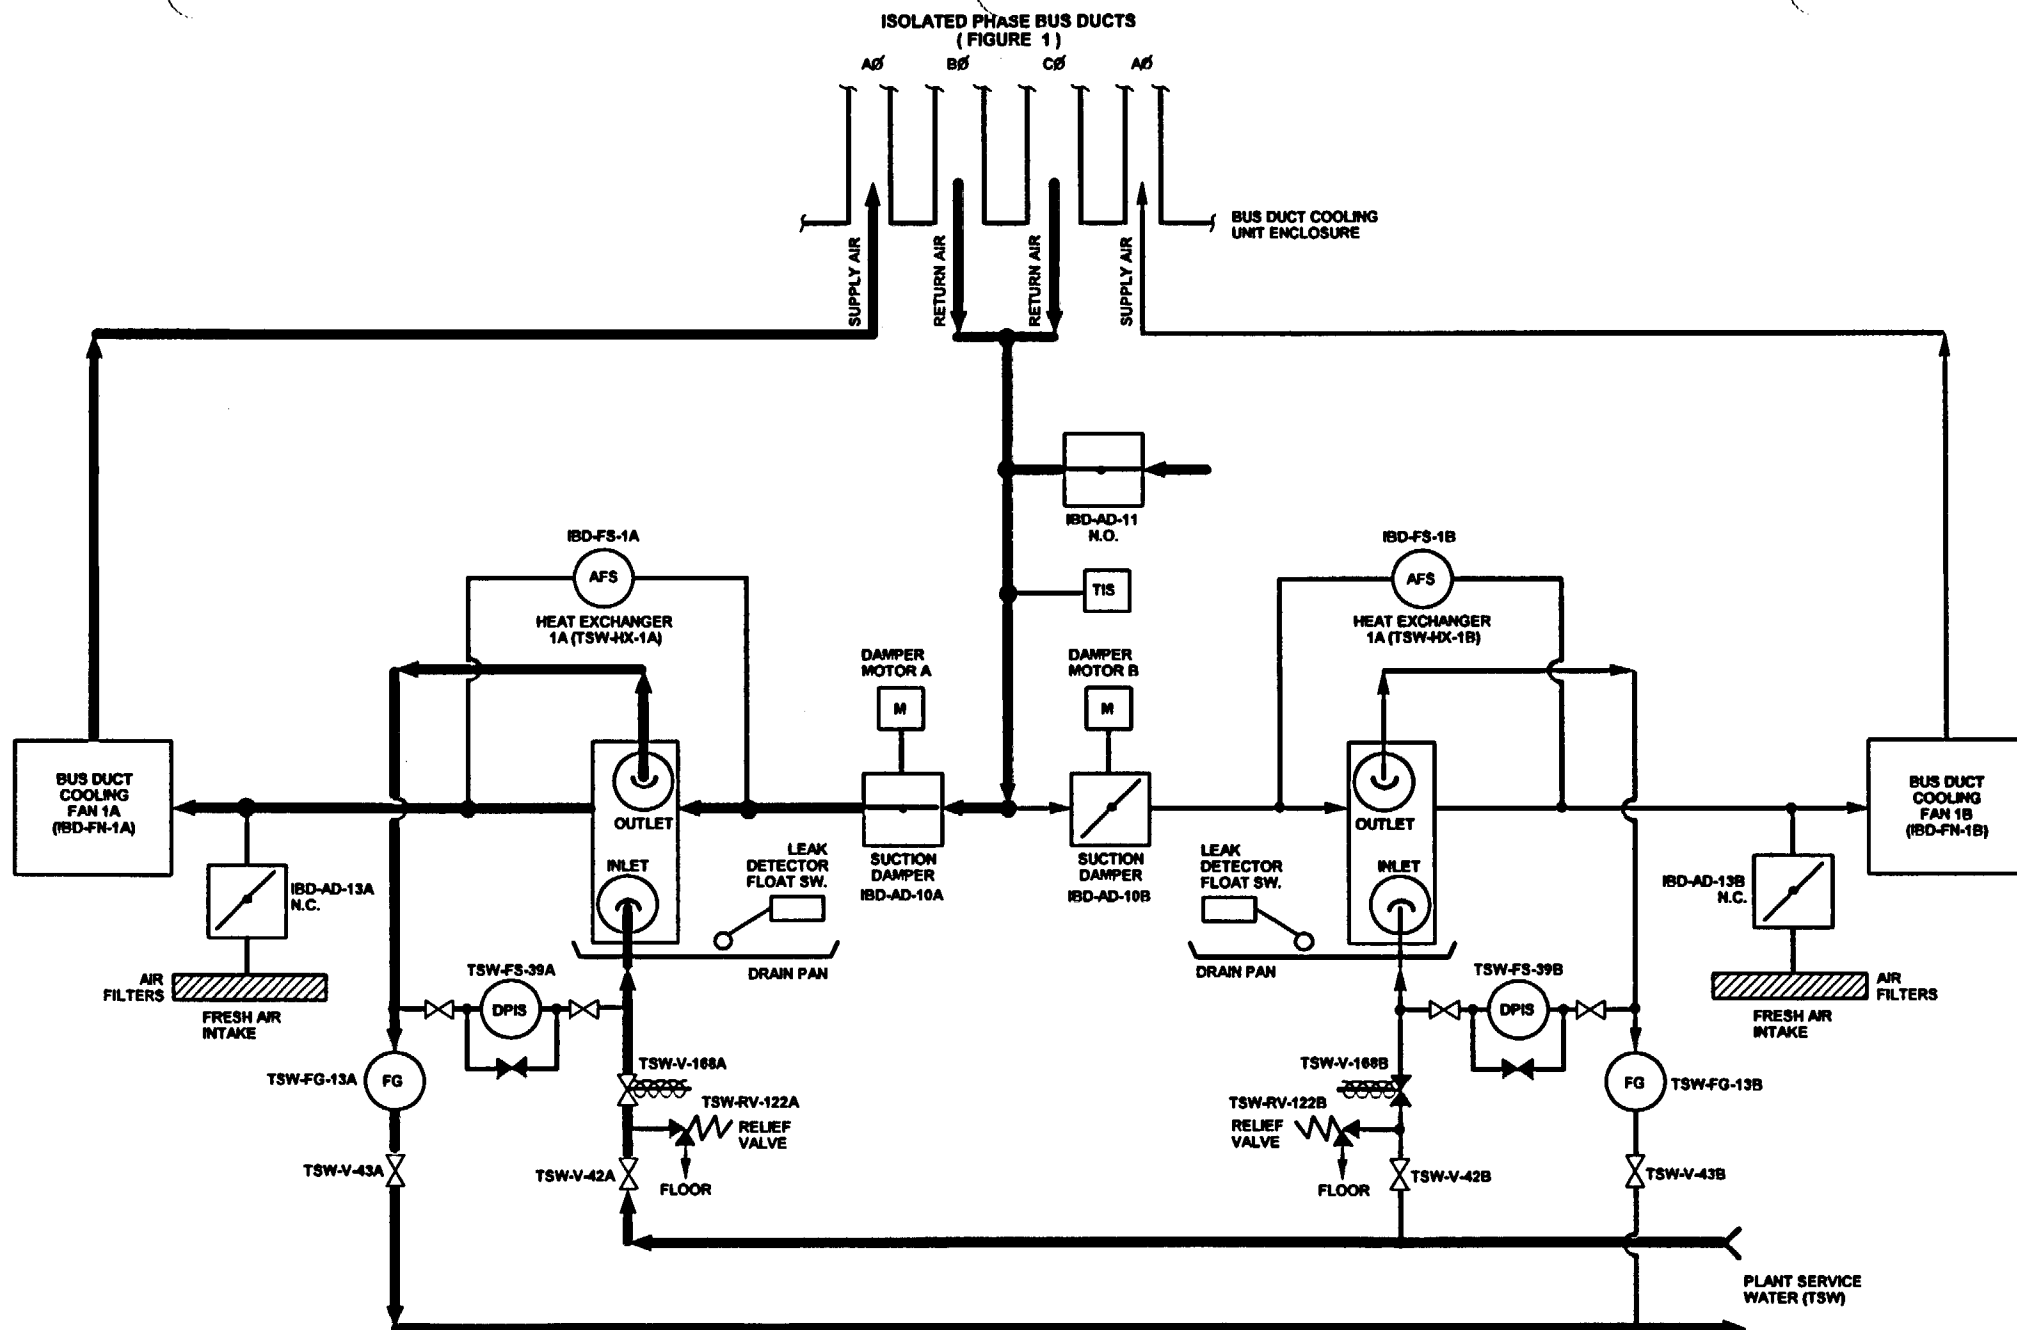 ISOLATED PHASE BUS DUCTS
( FIGURE 1 )
AØ
BØ
CØ
AØ
BUS DUCT COOLING
UNIT ENCLOSURE
SUPPLY AIR
RETURN AIR
RETURN AIR
SUPPLY AIR
IBD-AD-11
N.O.
TIS
IBD-FS-1A
AFS
HEAT EXCHANGER
1A (TSW-HX-1A)
IBD-FS-1B
AFS
HEAT EXCHANGER
1A (TSW-HX-1B)
DAMPER
MOTOR A
M
DAMPER
MOTOR B
M
BUS DUCT
COOLING
FAN 1A
(IBD-FN-1A)
OUTLET
INLET
SUCTION
DAMPER
IBD-AD-10A
SUCTION
DAMPER
IBD-AD-10B
OUTLET
INLET
BUS DUCT
COOLING
FAN 1B
(IBD-FN-1B)
LEAK
DETECTOR
FLOAT SW.
LEAK
DETECTOR
FLOAT SW.
IBD-AD-13A
N.C.
IBD-AD-13B
N.C.
DRAIN PAN
DRAIN PAN
AIR
FILTERS
FRESH AIR
INTAKE
AIR
FILTERS
FRESH AIR
INTAKE
TSW-FS-39A
DPIS
TSW-FS-39B
DPIS
TSW-FG-13A
FG
TSW-V-168A
TSW-RV-122A
RELIEF
VALVE
TSW-V-168B
TSW-RV-122B
RELIEF
VALVE
FG
TSW-FG-13B
TSW-V-43A
TSW-V-42A
FLOOR
FLOOR
TSW-V-42B
TSW-V-43B
PLANT SERVICE
WATER (TSW)